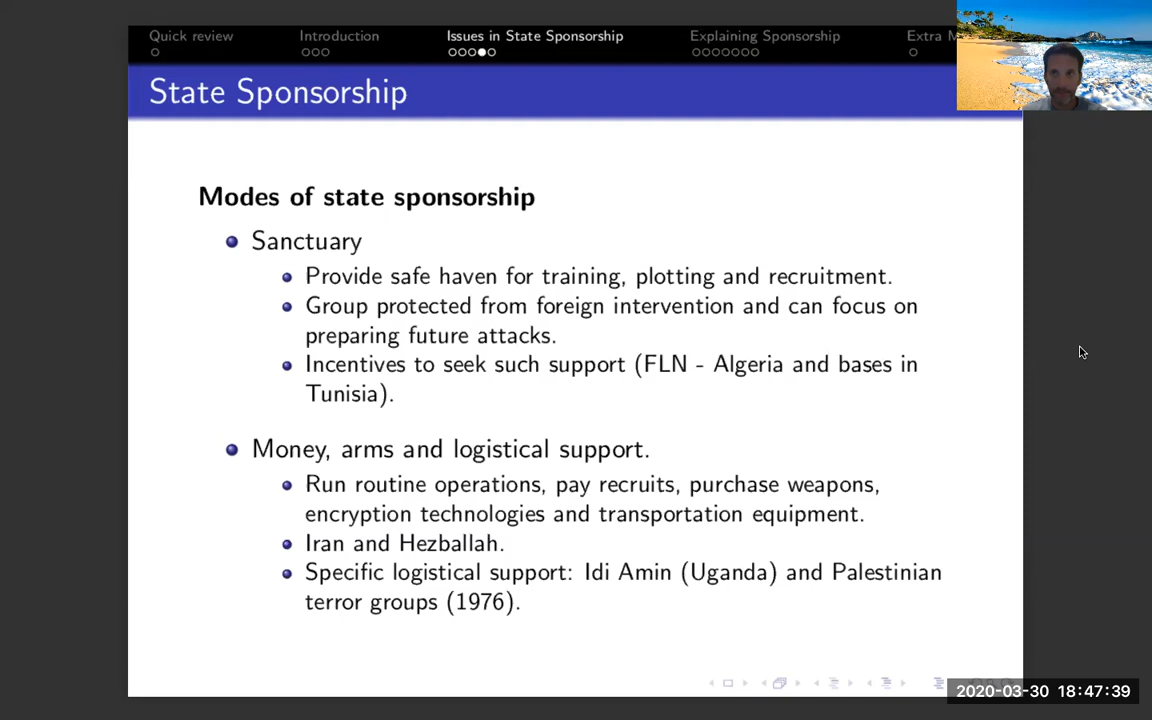 Quick review
Introduction
Issues in State Sponsorship
Explaining Sponsorship
Extra M
State Sponsorship
Modes of state sponsorship
Sanctuary
Provide safe haven for training, plotting and recruitment.
Group protected from foreign intervention and can focus on
preparing future attacks.
Incentives to seek such support (FLN - Algeria and bases in
Tunisia).
Money, arms and logistical support.
Run routine operations, pay recruits, purchase weapons,
encryption technologies and transportation equipment.
Iran and Hezballah.
Specific logistical support: Idi Amin (Uganda) and Palestinian
terror groups (1976).
2020-03-30 18:47:39